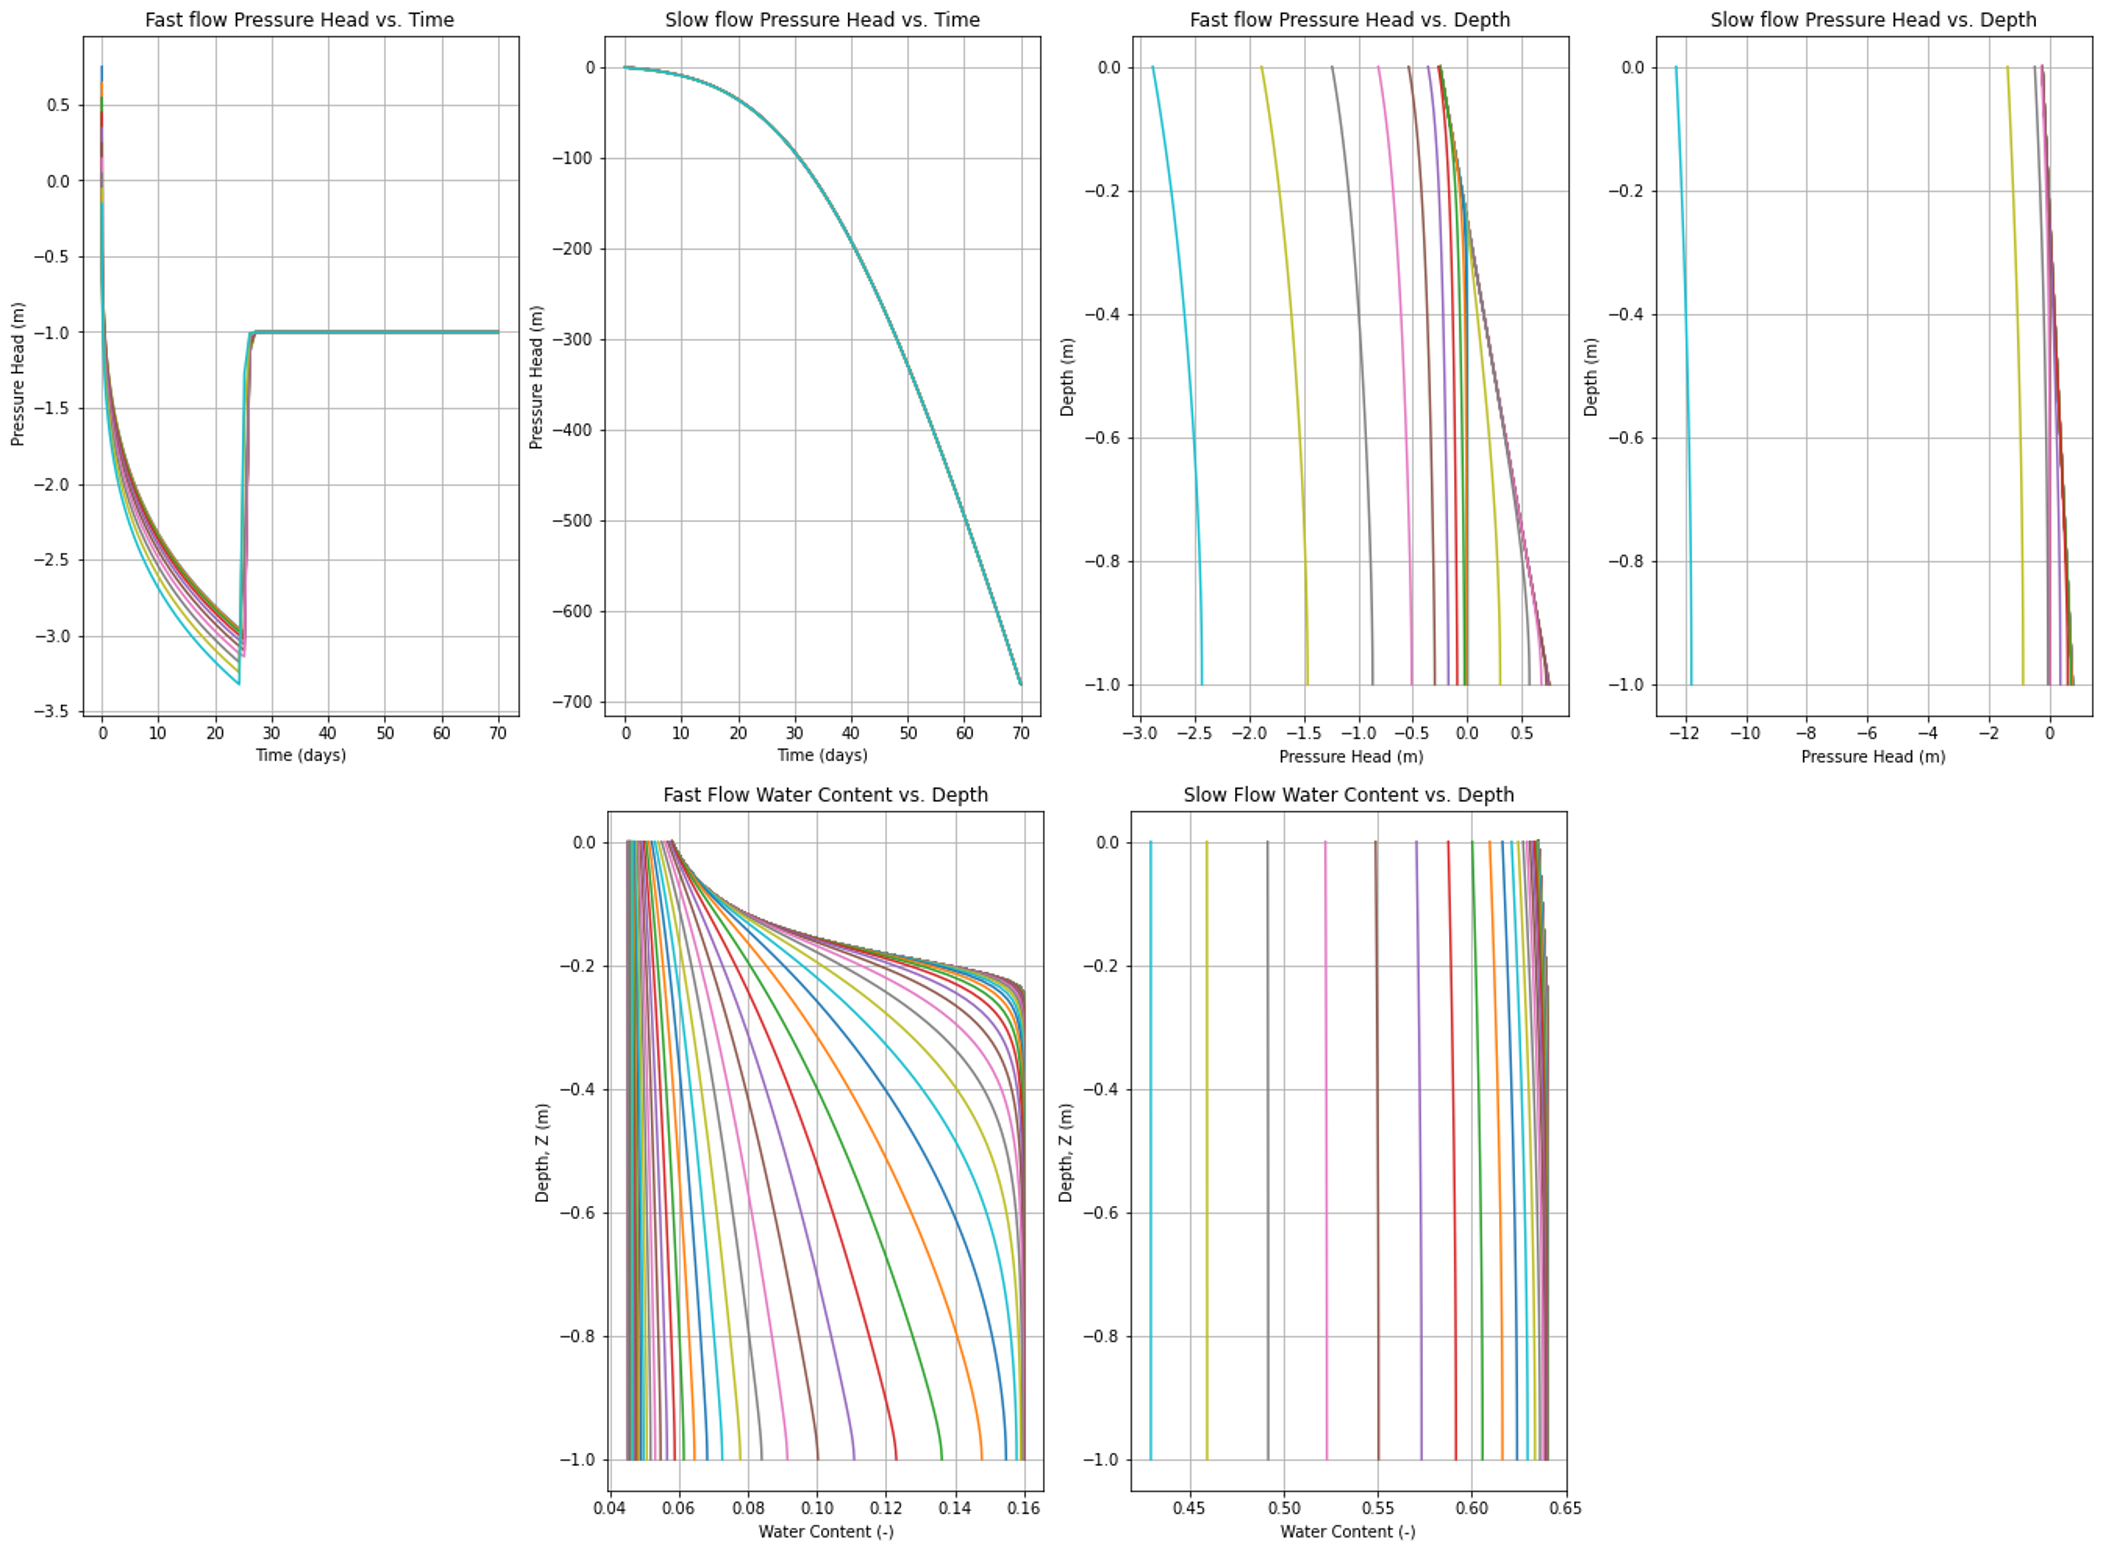 Fast flow Pressure Head vs. Time
Pressure Head (m)
0.5
0.0
−0.5
−1.0
−1.5
−2.0
−2.5
−3.0
−3.5
0 10 20 30 40 50 60 70
Time (days)
Slow flow Pressure Head vs. Time
Pressure Head (m)
0
−100
−200
−300
−400
−500
−600
−700
0 10 20 30 40 50 60 70
Time (days)
Fast flow Pressure Head vs. Depth
Depth (m)
0.0
−0.2
−0.4
−0.6
−0.8
−1.0
−3.0 −2.5 −2.0 −1.5 −1.0 −0.5 0.0 0.5
Pressure Head (m)
Slow flow Pressure Head vs. Depth
Depth (m)
0.0
−0.2
−0.4
−0.6
−0.8
−1.0
−12 −10 −8 −6 −4 −2 0
Pressure Head (m)
Fast Flow Water Content vs. Depth
Depth, Z (m)
0.0
−0.2
−0.4
−0.6
−0.8
−1.0
0.04 0.06 0.08 0.10 0.12 0.14 0.16
Water Content (-)
Slow Flow Water Content vs. Depth
Depth, Z (m)
0.0
−0.2
−0.4
−0.6
−0.8
−1.0
0.45 0.50 0.55 0.60 0.65
Water Content (-)